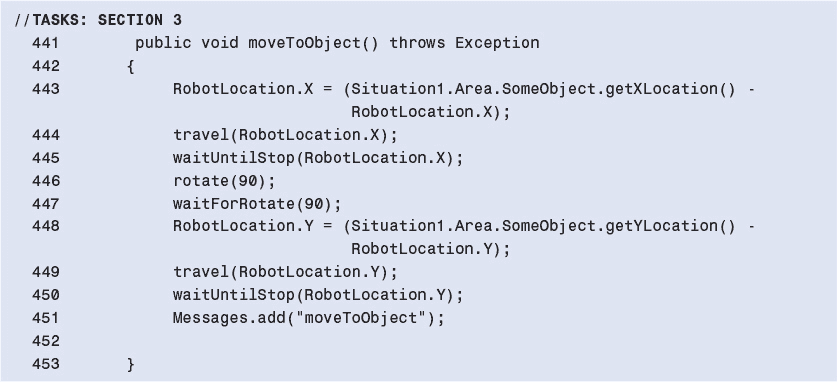 //TASKS: SECTION 3
441 public void moveToObject() throws Exception
442 {
443 RobotLocation.X = (Situation1.Area.SomeObject.getXLocation() -
RobotLocation.X);
444 travel(RobotLocation.X);
445 waitUntilStop(RobotLocation.X);
446 rotate(90);
447 waitForRotate(90);
448 RobotLocation.Y = (Situation1.Area.SomeObject.getYLocation() -
RobotLocation.Y);
449 travel(RobotLocation.Y);
450 waitUntilStop(RobotLocation.Y);
451 Messages.add("moveToObject");
452
453 }